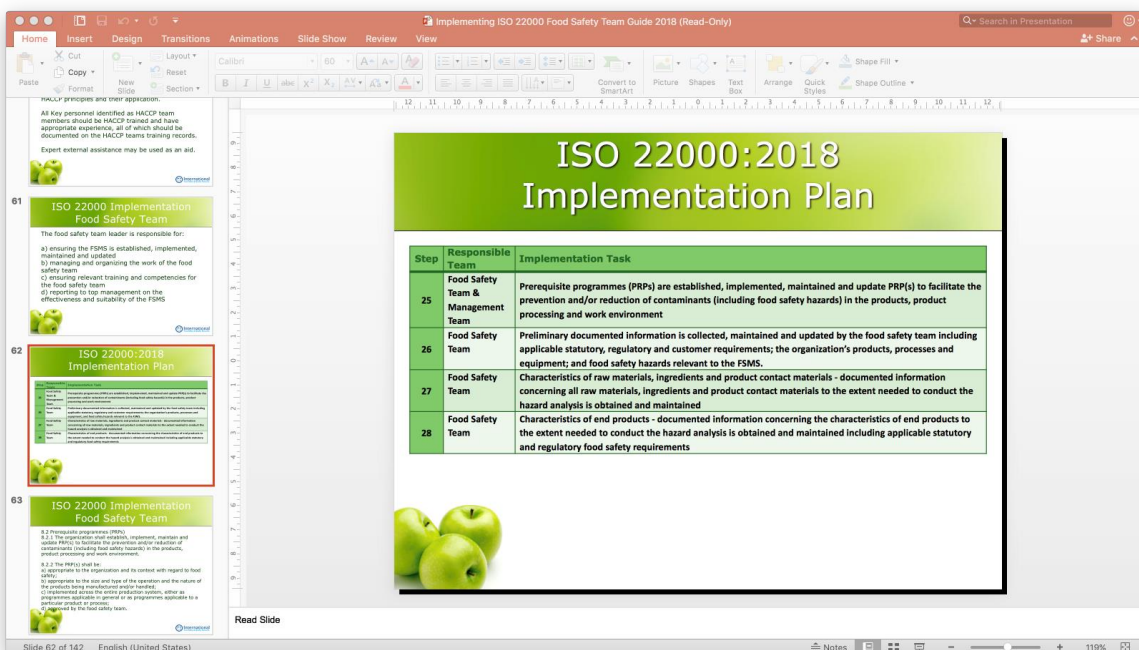 Implementing ISO 22000 Food Safety Team Guide 2018 (Read-Only)
Search in Presentation
Home Insert Design Transitions Animations Slide Show Review View
Share
Paste
Cut
Copy
Format
New Slide
Layout
Reset
Section
Calibri
60
Convert to SmartArt
Picture
Shapes
Text Box
Arrange
Quick Styles
Shape Fill
Shape Outline
HACCP principles and their application.
All Key personnel identified as HACCP team
members should be HACCP trained and have
appropriate experience, all of which should be
documented on the HACCP teams training records.
Expert external assistance may be used as an aid.
International
61
ISO 22000 Implementation
Food Safety Team
The food safety team leader is responsible for:
a) ensuring the FSMS is established, implemented,
maintained and updated
b) managing and organizing the work of the food
safety team
c) ensuring relevant training and competencies for
the food safety team
d) reporting to top management on the
effectiveness and suitability of the FSMS
International
62
ISO 22000:2018
Implementation Plan
63
ISO 22000 Implementation
Food Safety Team
8.2 Prerequisite programmes (PRPs)
8.2.1 The organization shall establish, implement, maintain and
update PRP(s) to facilitate the prevention and/or reduction of
contaminants (including food safety hazards) in the products,
product processing and work environment.
8.2.2 The PRP(s) shall be:
a) appropriate to the organization and its context with regard to food
safety;
b) appropriate to the size and type of the operation and the nature of
the products being manufactured and/or handled;
c) implemented across the entire production system, either as
programmes applicable in general or as programmes applicable to a
particular product or process;
d) approved by the food safety team.
International
ISO 22000:2018
Implementation Plan
Step
Responsible
Team
Implementation Task
25
Food Safety
Team &
Management
Team
Prerequisite programmes (PRPs) are established, implemented, maintained and update PRP(s) to facilitate the
prevention and/or reduction of contaminants (including food safety hazards) in the products, product
processing and work environment
26
Food Safety
Team
Preliminary documented information is collected, maintained and updated by the food safety team including
applicable statutory, regulatory and customer requirements; the organization's products, processes and
equipment; and food safety hazards relevant to the FSMS.
27
Food Safety
Team
Characteristics of raw materials, ingredients and product contact materials - documented information
concerning all raw materials, ingredients and product contact materials to the extent needed to conduct the
hazard analysis is obtained and maintained
28
Food Safety
Team
Characteristics of end products - documented information concerning the characteristics of end products to
the extent needed to conduct the hazard analysis is obtained and maintained including applicable statutory
and regulatory food safety requirements
Read Slide
Slide 62 of 142 English (United States)
Notes
119%